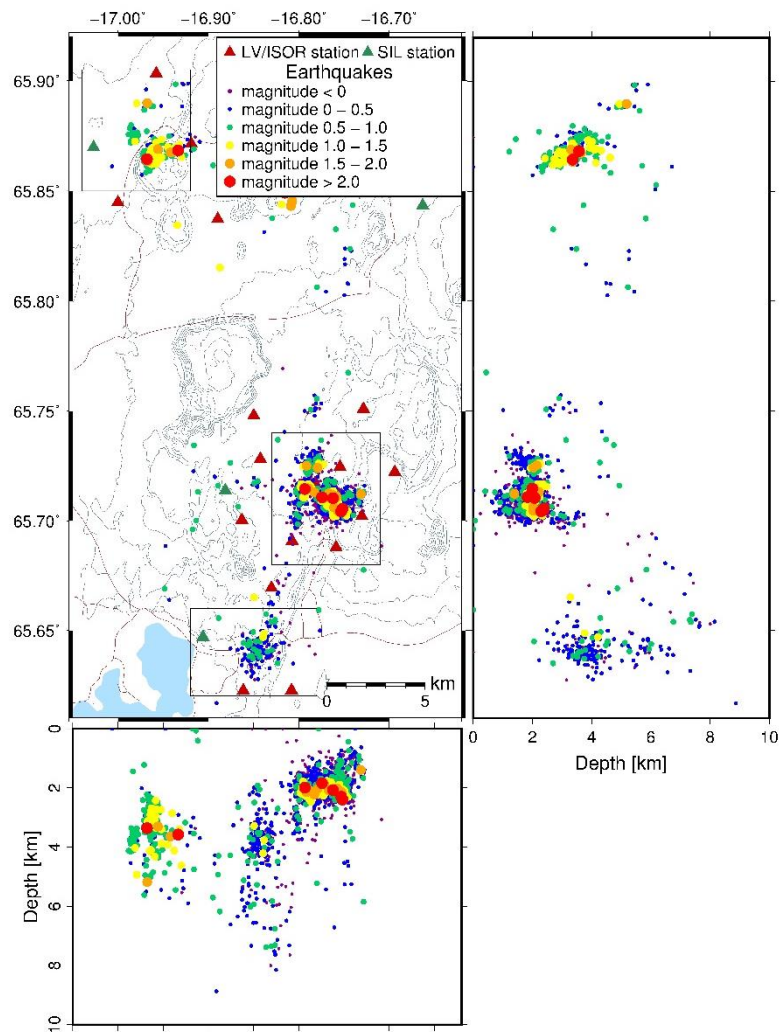 −17.00˚ −16.90˚ −16.80˚ −16.70˚
LV/ISOR station SIL station
Earthquakes
magnitude < 0
magnitude 0 − 0.5
magnitude 0.5 − 1.0
magnitude 1.0 − 1.5
magnitude 1.5 − 2.0
magnitude > 2.0
65.90˚
65.85˚
65.80˚
65.75˚
65.70˚
65.65˚
km
0 5
0 2 4 6 8 10
Depth [km]
0
2
4
6
8
10
Depth [km]